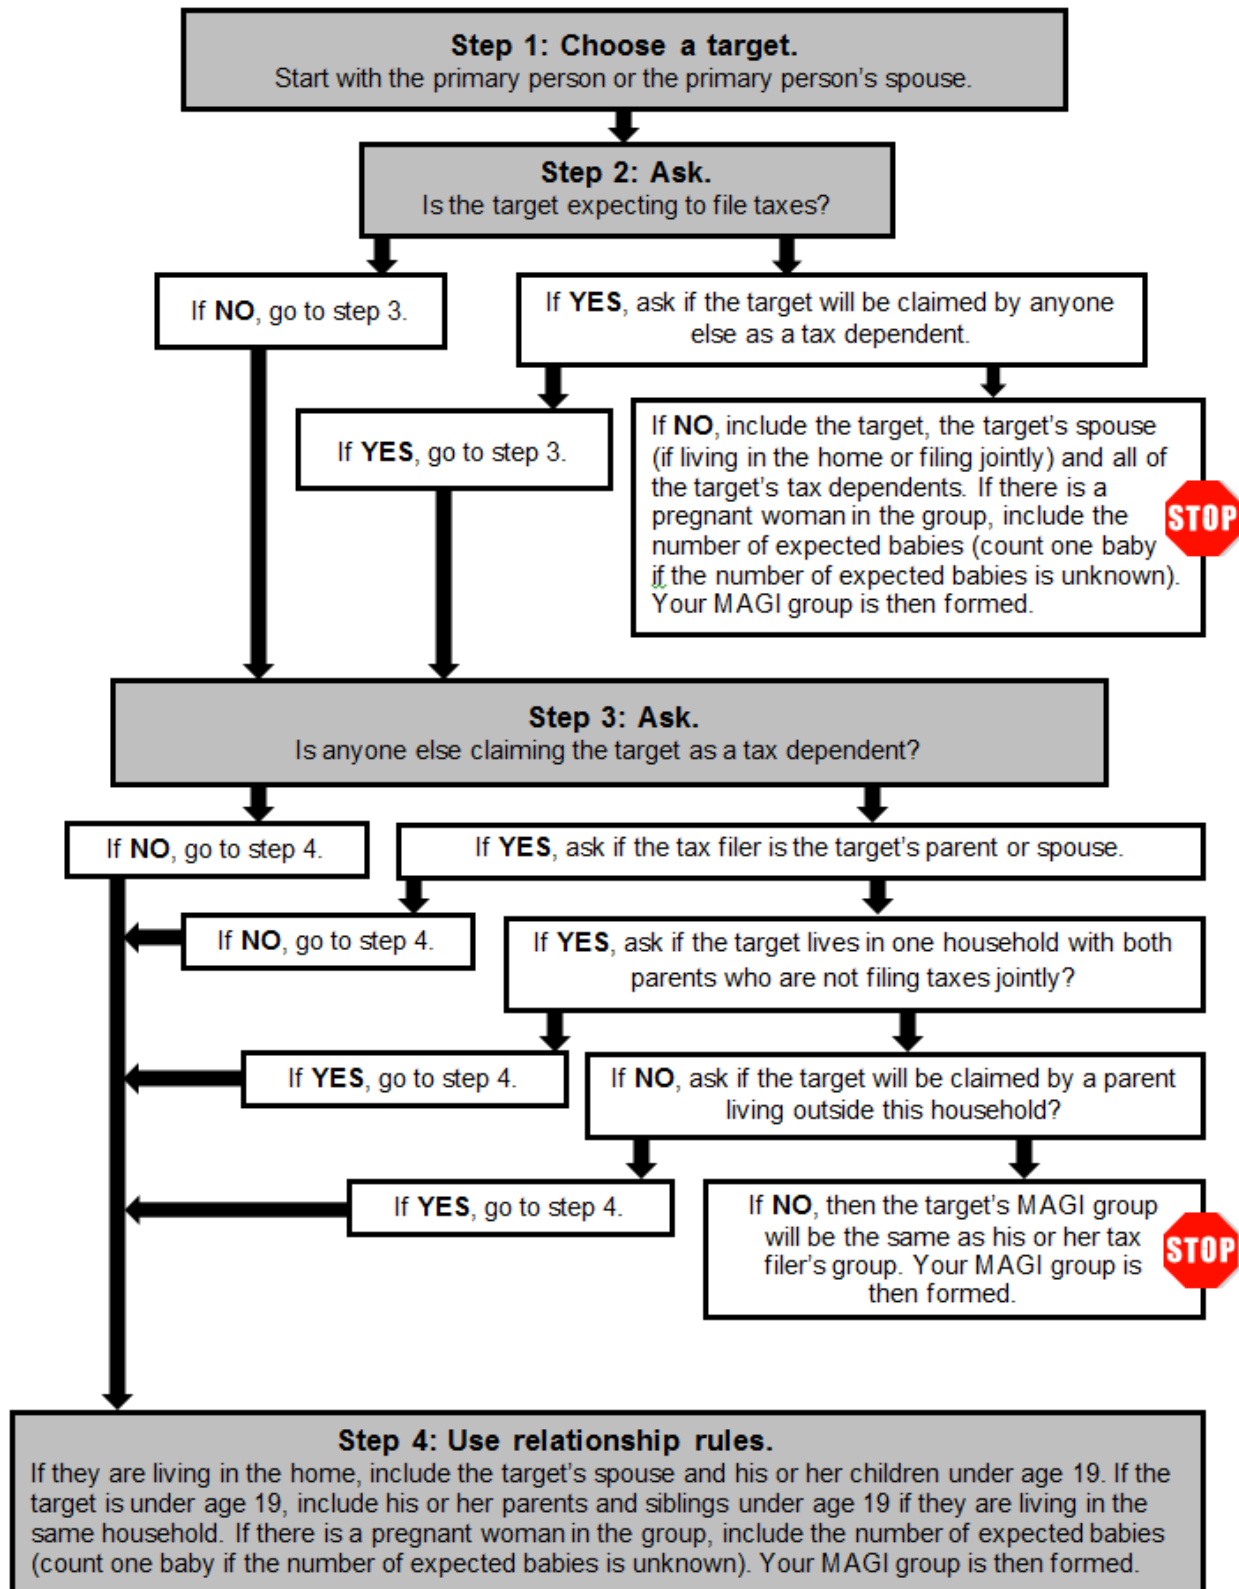 Step 1: Choose a target.
Start with the primary person or the primary person's spouse.
Step 2: Ask.
Is the target expecting to file taxes?
If NO, go to step 3.
If YES, ask if the target will be claimed by anyone
else as a tax dependent.
If YES, go to step 3.
If NO, include the target, the target's spouse
(if living in the home or filing jointly) and all of
the target's tax dependents. If there is a
pregnant woman in the group, include the
number of expected babies (count one baby
if the number of expected babies is unknown).
Your MAGI group is then formed.
STOP
Step 3: Ask.
Is anyone else claiming the target as a tax dependent?
If NO, go to step 4.
If YES, ask if the tax filer is the target's parent or spouse.
If NO, go to step 4.
If YES, ask if the target lives in one household with both
parents who are not filing taxes jointly?
If YES, go to step 4.
If NO, ask if the target will be claimed by a parent
living outside this household?
If YES, go to step 4.
If NO, then the target's MAGI group
will be the same as his or her tax
filer's group. Your MAGI group is
then formed.
STOP
Step 4: Use relationship rules.
If they are living in the home, include the target's spouse and his or her children under age 19. If the
target is under age 19, include his or her parents and siblings under age 19 if they are living in the
same household. If there is a pregnant woman in the group, include the number of expected babies
(count one baby if the number of expected babies is unknown). Your MAGI group is then formed.